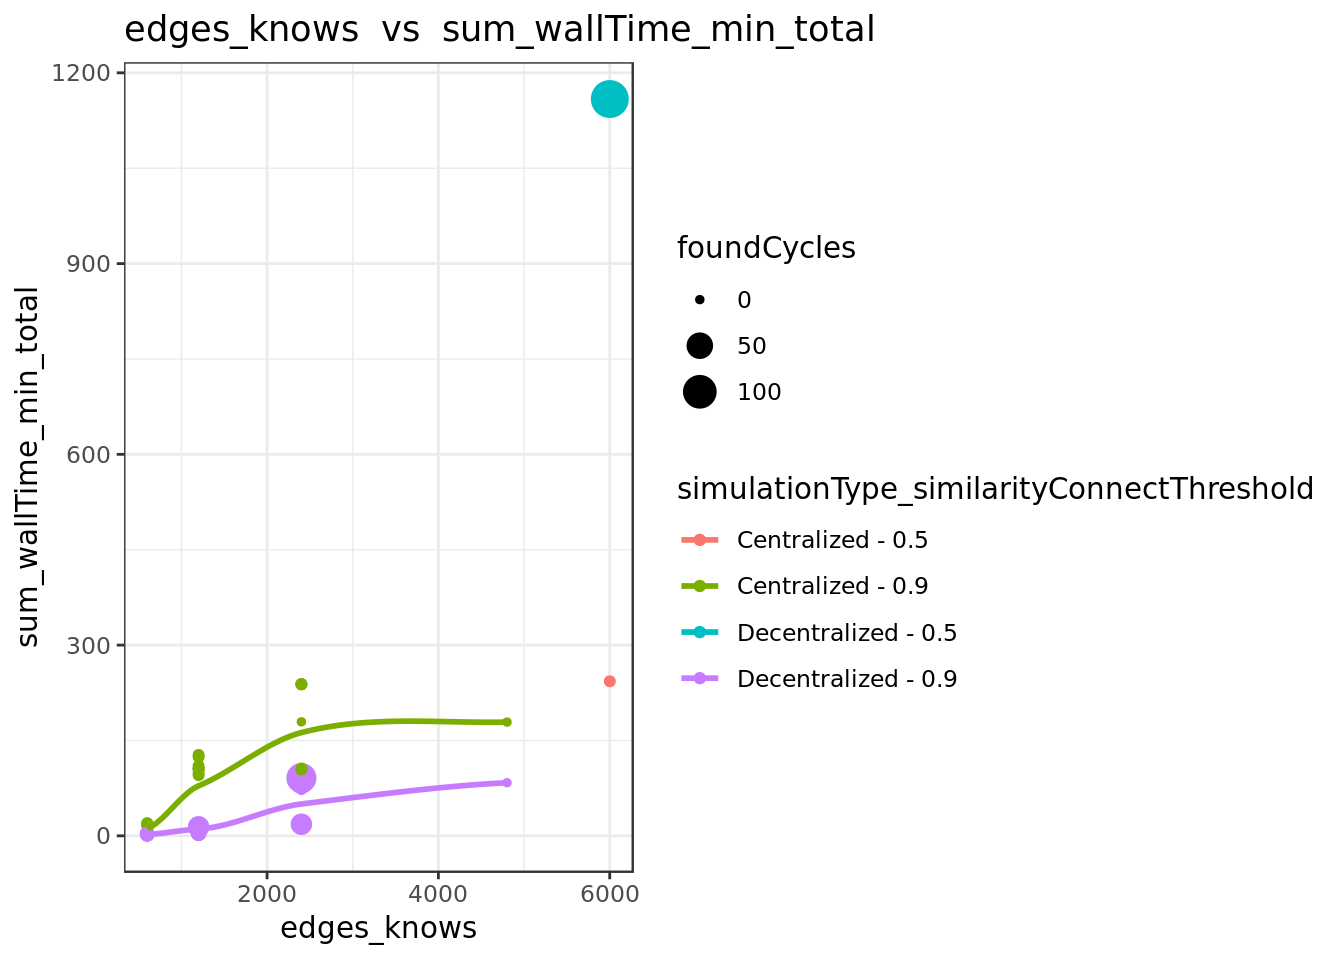 edges_knows  vs  sum_wallTime_min_total
1200
900
600
300
0
sum_wallTime_min_total
2000
4000
6000
edges_knows
foundCycles
0
50
100
simulationType_similarityConnectThreshold
Centralized - 0.5
Centralized - 0.9
Decentralized - 0.5
Decentralized - 0.9